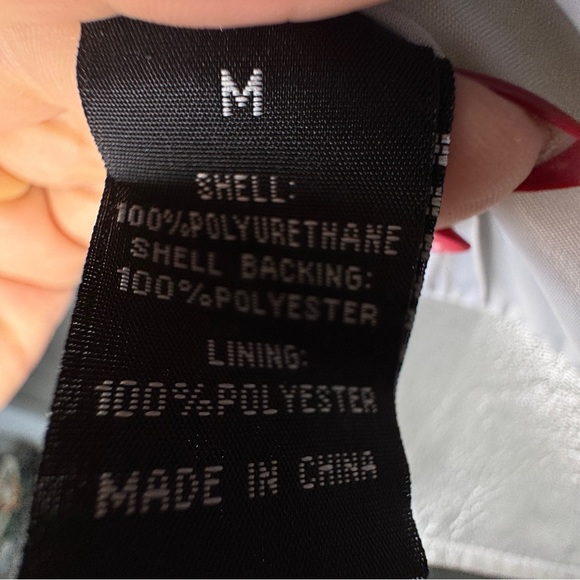 M
SHELL:
100%POLYURETHANE
SHELL BACKING:
100%POLYESTER
LINING:
100%POLYESTER
MADE IN CHINA